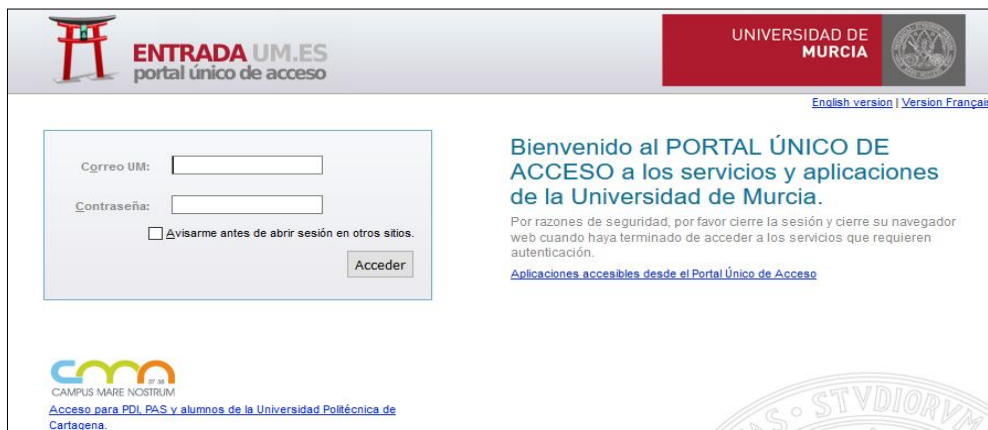 ENTRADA UM.ES
portal único de acceso
UNIVERSIDAD DE
MURCIA
English version | Version Françai
Correo UM:
Contraseña:
Avisarme antes de abrir sesión en otros sitios.
Acceder
Bienvenido al PORTAL ÚNICO DE
ACCESO a los servicios y aplicaciones
de la Universidad de Murcia.
Por razones de seguridad, por favor cierre la sesión y cierre su navegador
web cuando haya terminado de acceder a los servicios que requieren
autenticación.
Aplicaciones accesibles desde el Portal Único de Acceso
37 38
CAMPUS MARE NOSTRUM
Acceso para PDI, PAS y alumnos de la Universidad Politécnica de
Cartagena.
STVDIORVM